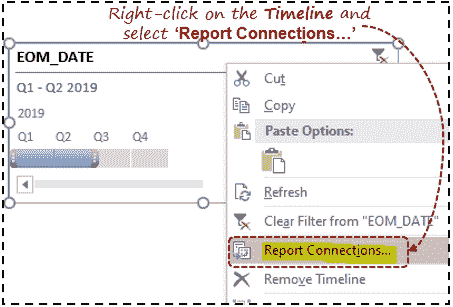 Right-click on the Timeline and
select ‘Report Connections...’
EOM_DATE
Q1 - Q2 2019
2019
Q1 Q2 Q3 Q4
Cut
Copy
Paste Options:
Refresh
Clear Filter from "EOM_DATE"
Report Connections...
Remove Timeline